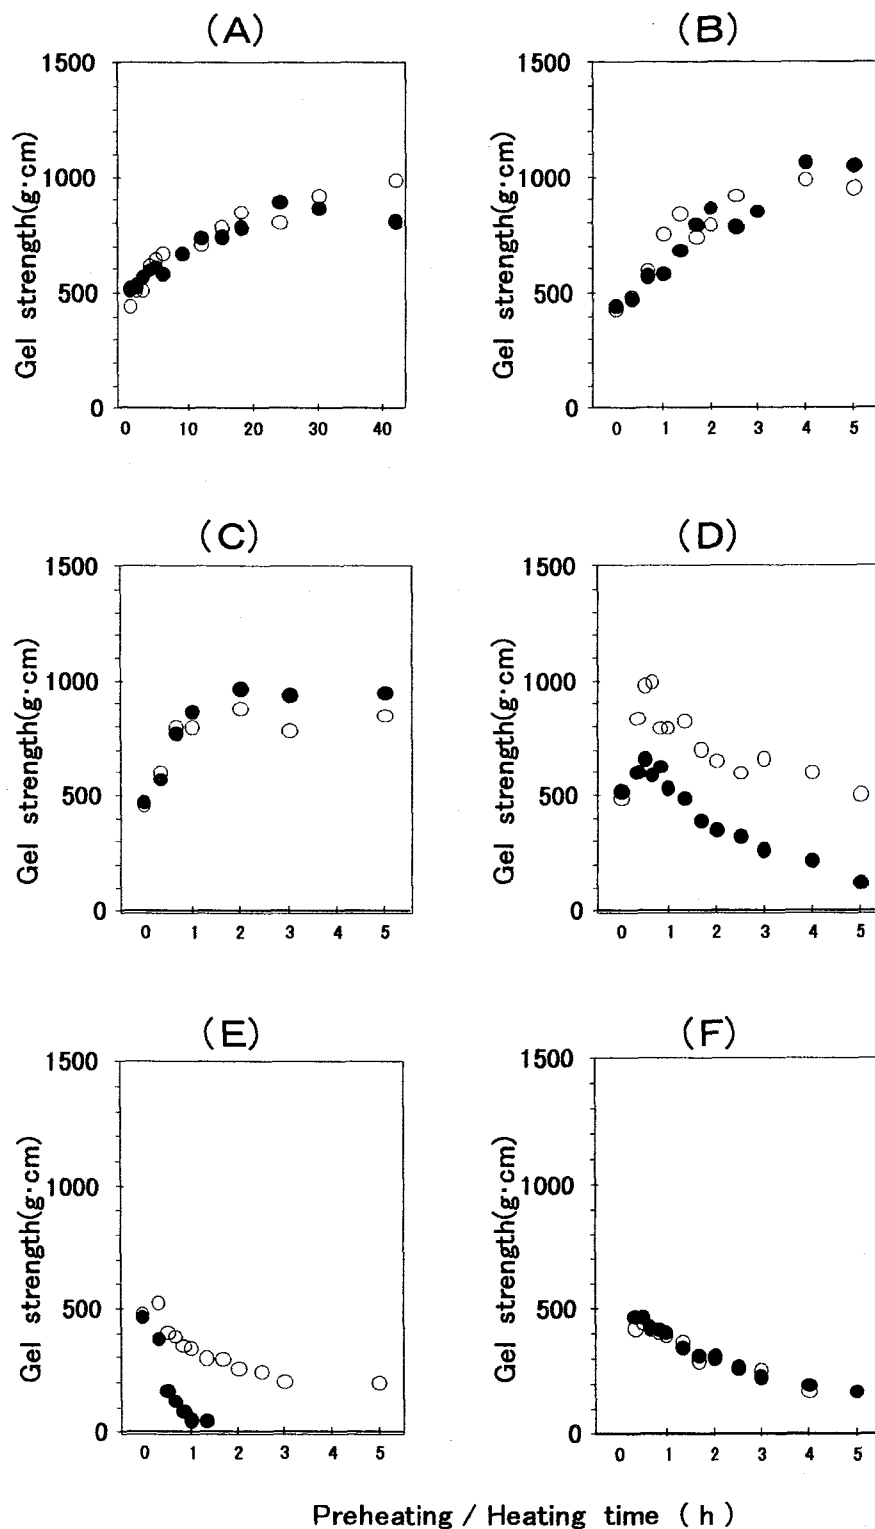 (A)
1500
1000
500
0
Gel strength(g·cm)
0 10 20 30 40
(B)
1500
1000
500
0
Gel strength(g·cm)
0 1 2 3 4 5
(C)
1500
1000
500
0
Gel strength(g·cm)
0 1 2 3 4 5
(D)
1500
1000
500
0
Gel strength(g·cm)
0 1 2 3 4 5
(E)
1500
1000
500
0
Gel strength(g·cm)
0 1 2 3 4 5
(F)
1500
1000
500
0
Gel strength(g·cm)
0 1 2 3 4 5
Preheating / Heating time ( h )